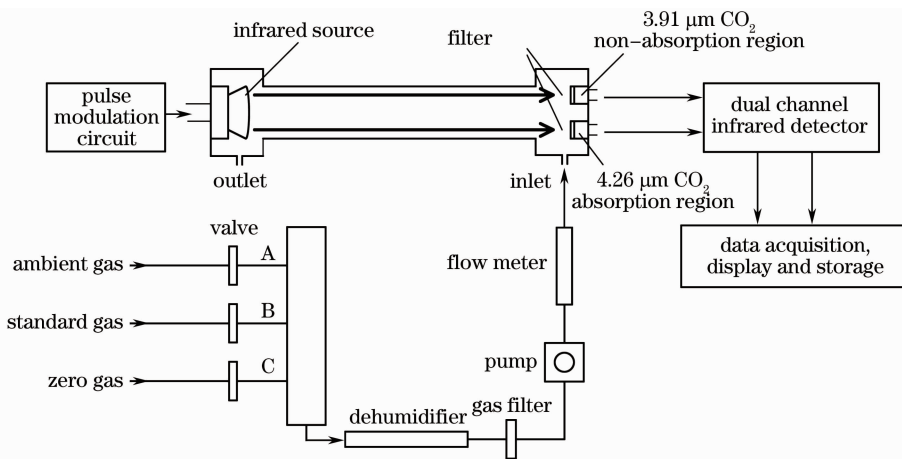 3.91 μm CO₂
non-absorption region
infrared source
filter
pulse
modulation
circuit
dual channel
infrared detector
outlet
inlet
4.26 μm CO₂
absorption region
valve
ambient gas
A
flow meter
data acquisition,
display and storage
standard gas
B
zero gas
C
pump
dehumidifier
gas filter